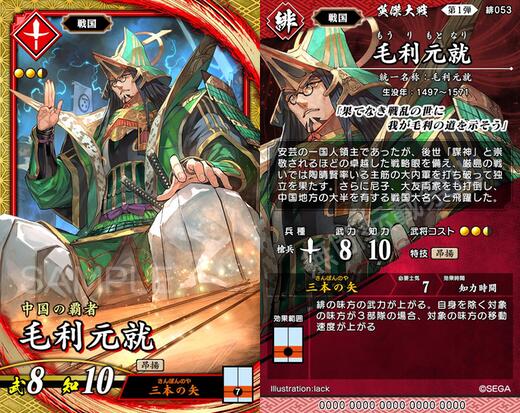 戦国
中国の覇者
毛利元就
昂揚
武8 知10
さんぼんのや
三本の矢
7
SAMPLE
緋
戦国
英傑大戦
第1弾
緋053
もうりもとなり
毛利元就
統一名称:毛利元就
生没年:1497~1571
「果てなき戦乱の世に
我が毛利の道を示そう」
安芸の一国人領主であったが、後世「謀神」と崇
敬されるほどの卓越した戦略眼を備え、厳島の戦
いでは陶晴賢率いる主筋の大内軍を打ち破って独
立を果たす。さらに尼子、大友両家をも打倒し、
中国地方の大半を有する戦国大名へと飛躍した。
兵種 武力 知力 武将コスト
槍兵 8 10 特技 昂揚
さんぼんのや 必要士気 効果時間
三本の矢 7 知力時間
効果範囲
緋の味方の武力が上がる。自身を除く対象
の味方が3部隊の場合、対象の味方の移動
速度が上がる
Illustration:lack
©SEGA
0000-0000-0000-0000-0000